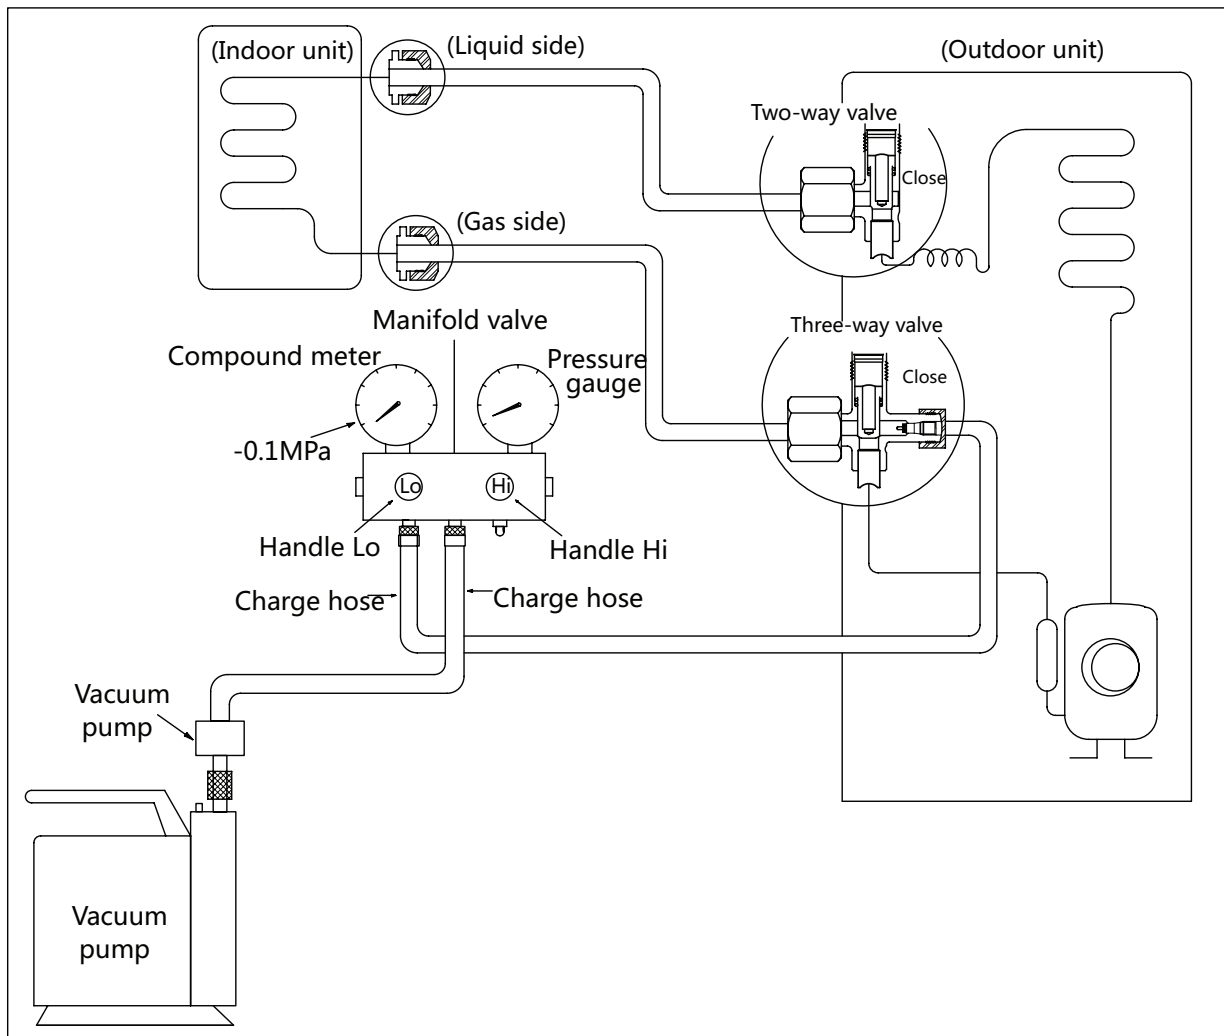 (Indoor unit)
(Liquid side)
(Outdoor unit)
Two-way valve
Close
(Gas side)
Manifold valve
Three-way valve
Compound meter
Pressure
gauge
Close
-0.1MPa
Lo
Hi
Handle Lo
Handle Hi
Charge hose
Charge hose
Vacuum
pump
Vacuum
pump